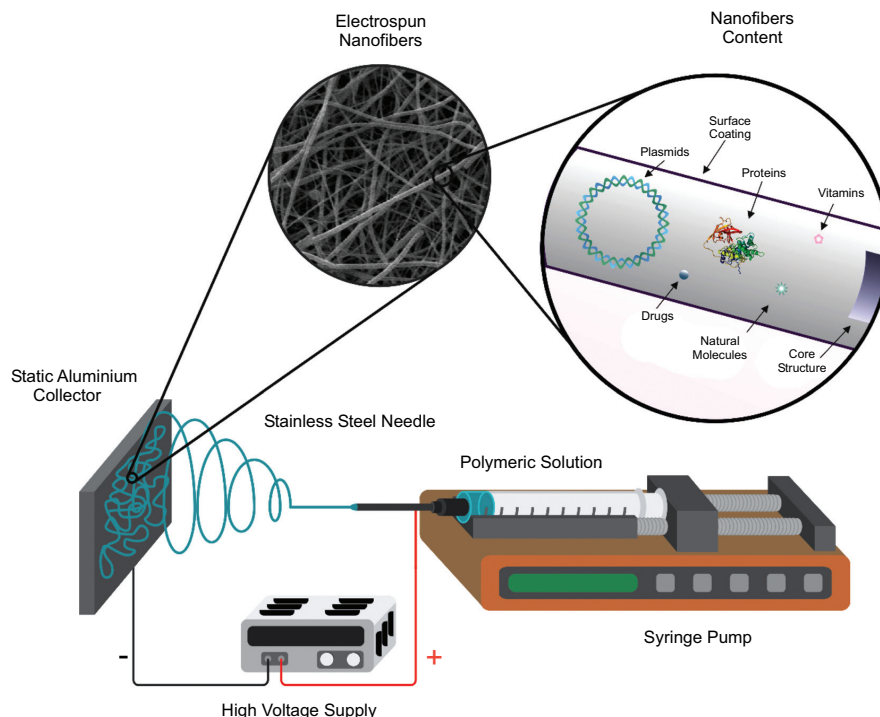 Electrospun
Nanofibers
Nanofibers
Content
Surface
Coating
Plasmids
Proteins
Vitamins
Drugs
Natural
Molecules
Core
Structure
Static Aluminium
Collector
Stainless Steel Needle
Polymeric Solution
Syringe Pump
-
+
High Voltage Supply